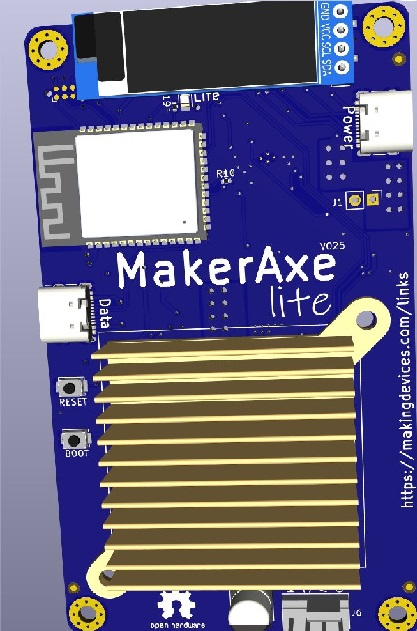 GND VCC SCL SDA
Lite
Power
R10
J1
V025
MakerAxe
lite
Data
https://makingdevices.com/links
RESET
BOOT
open hardware
J6